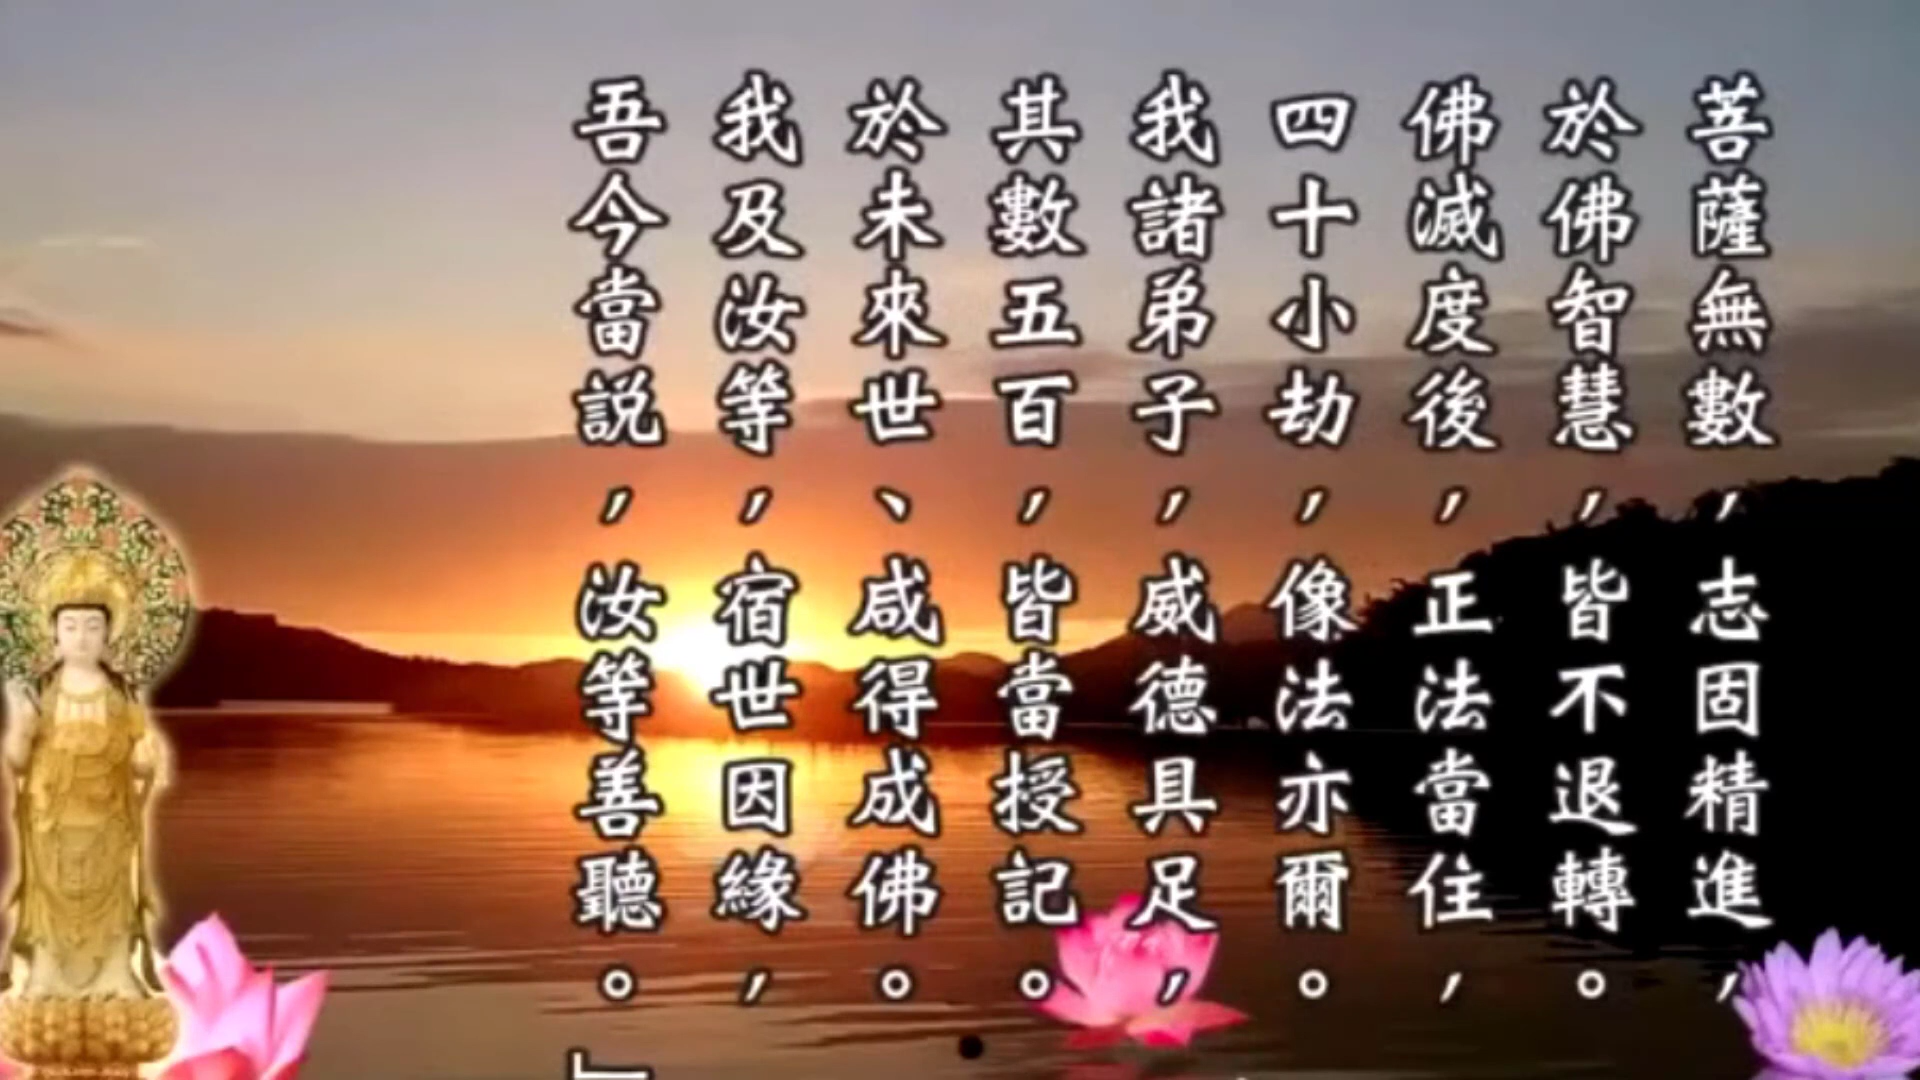 菩薩無數，志固精進，
於佛智慧，皆不退轉。
佛滅度後，正法當住，
四十小劫，像法亦爾。
我諸弟子，威德具足，
其數五百，皆當授記。
於未來世、咸得成佛。
我及汝等，宿世因緣，
吾今當説，汝等善聽。」